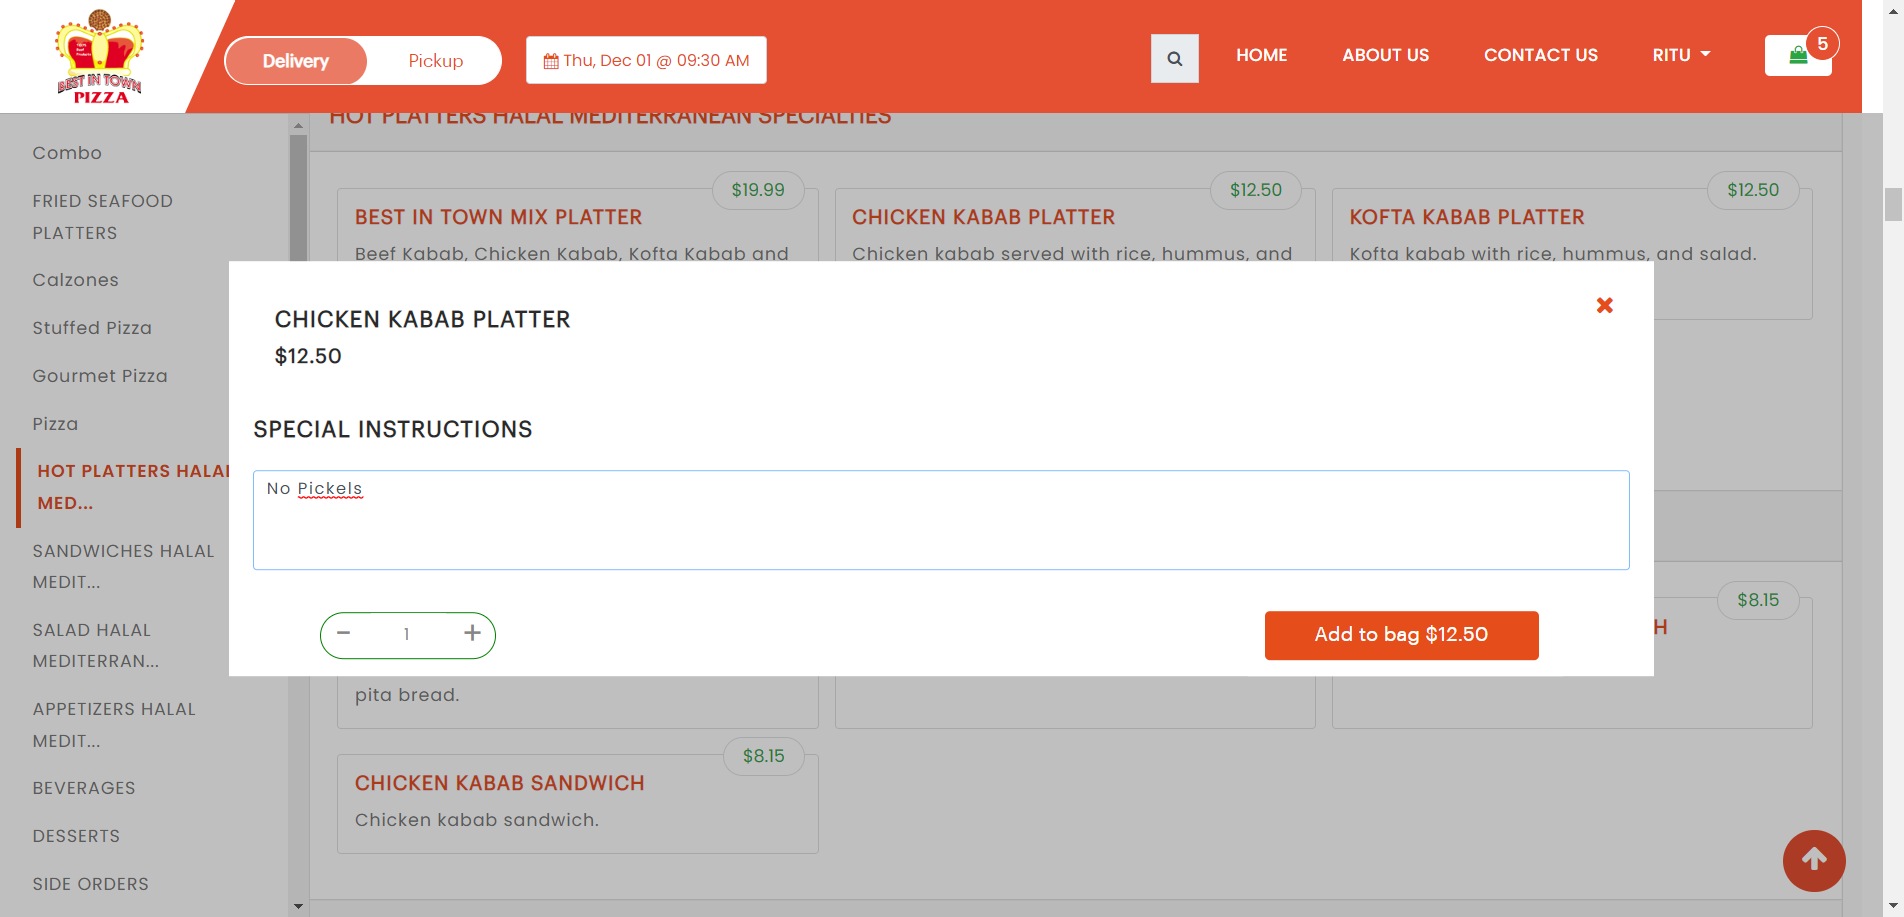 BEST IN TOWN
PIZZA
Delivery
Pickup
Thu, Dec 01 @ 09:30 AM
HOME
ABOUT US
CONTACT US
RITU
5
Combo
FRIED SEAFOOD
PLATTERS
Calzones
Stuffed Pizza
Gourmet Pizza
Pizza
HOT PLATTERS HALAL
MED...
SANDWICHES HALAL
MEDIT...
SALAD HALAL
MEDITERRAN...
APPETIZERS HALAL
MEDIT...
BEVERAGES
DESSERTS
SIDE ORDERS
HOT PLATTERS HALAL MEDITERRANEAN SPECIALTIES
$19.99
BEST IN TOWN MIX PLATTER
Beef Kabab, Chicken Kabab, Kofta Kabab and
$12.50
CHICKEN KABAB PLATTER
Chicken kabab served with rice, hummus, and
$12.50
KOFTA KABAB PLATTER
Kofta kabab with rice, hummus, and salad.
CHICKEN KABAB PLATTER
$12.50
SPECIAL INSTRUCTIONS
No Pickels
1
Add to bag $12.50
$8.15
H
pita bread.
$8.15
CHICKEN KABAB SANDWICH
Chicken kabab sandwich.